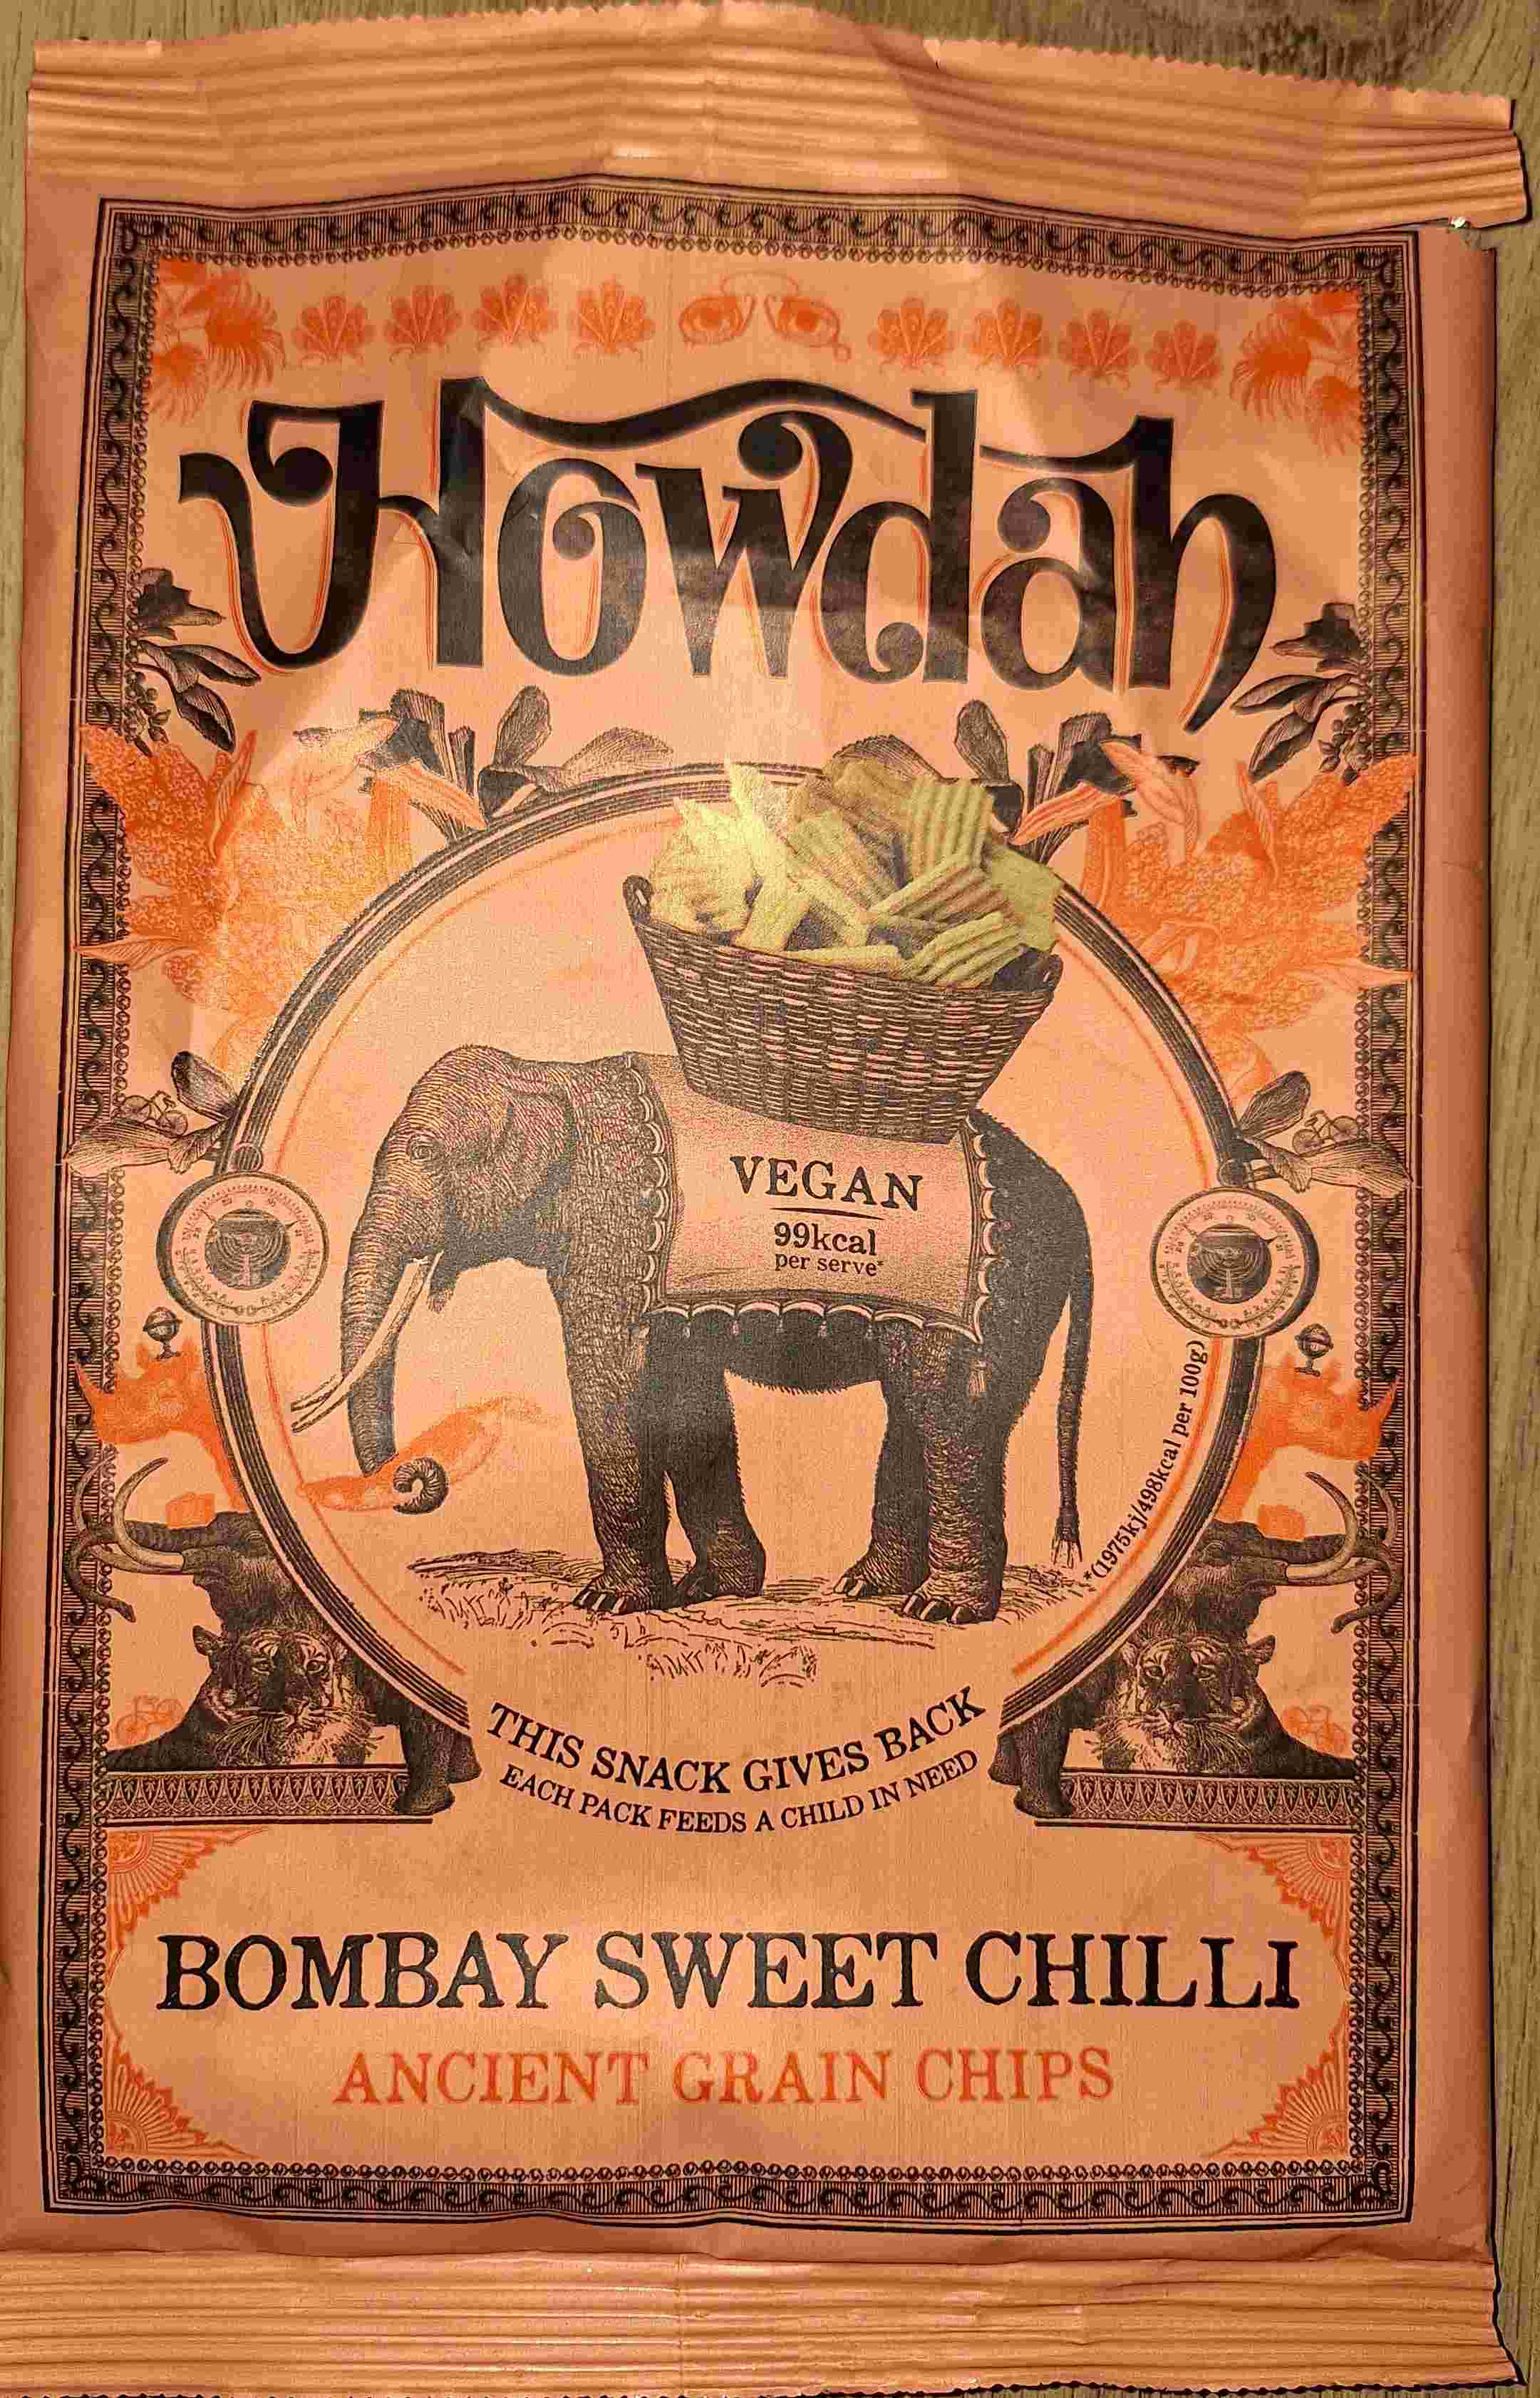 Howdah
VEGAN
99kcal
per serve*
*(1975kj/498kcal per 100g)
THIS SNACK GIVES BACK
EACH PACK FEEDS A CHILD IN NEED
BOMBAY SWEET CHILLI
ANCIENT GRAIN CHIPS